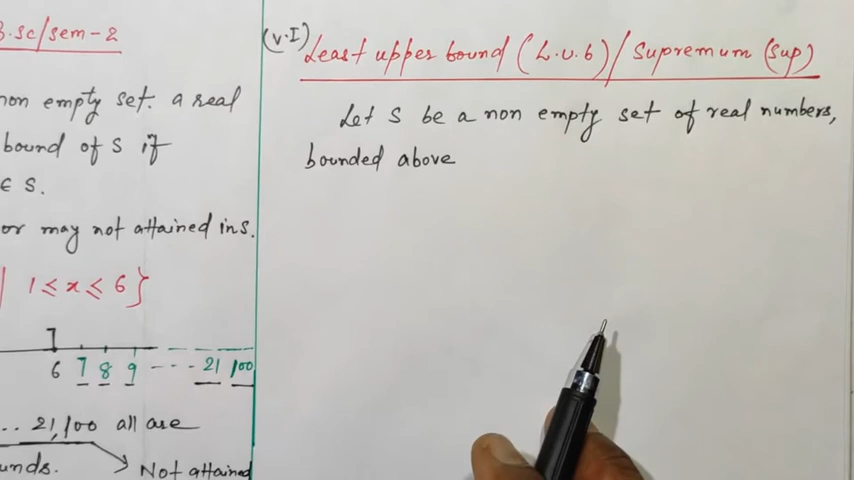 B.sc/sem-2
non empty set. a real
bound of S if
∈ S.
or may not attained in s.
| 1 ≤ x ≤ 6}
]
6 7 8 9 --- 21 100
.. 21,100 all are
unds. Not attained
(V.I) Least upper bound (L.u.b)/Supremum (Sup)
Let S be a non empty set of real numbers,
bounded above